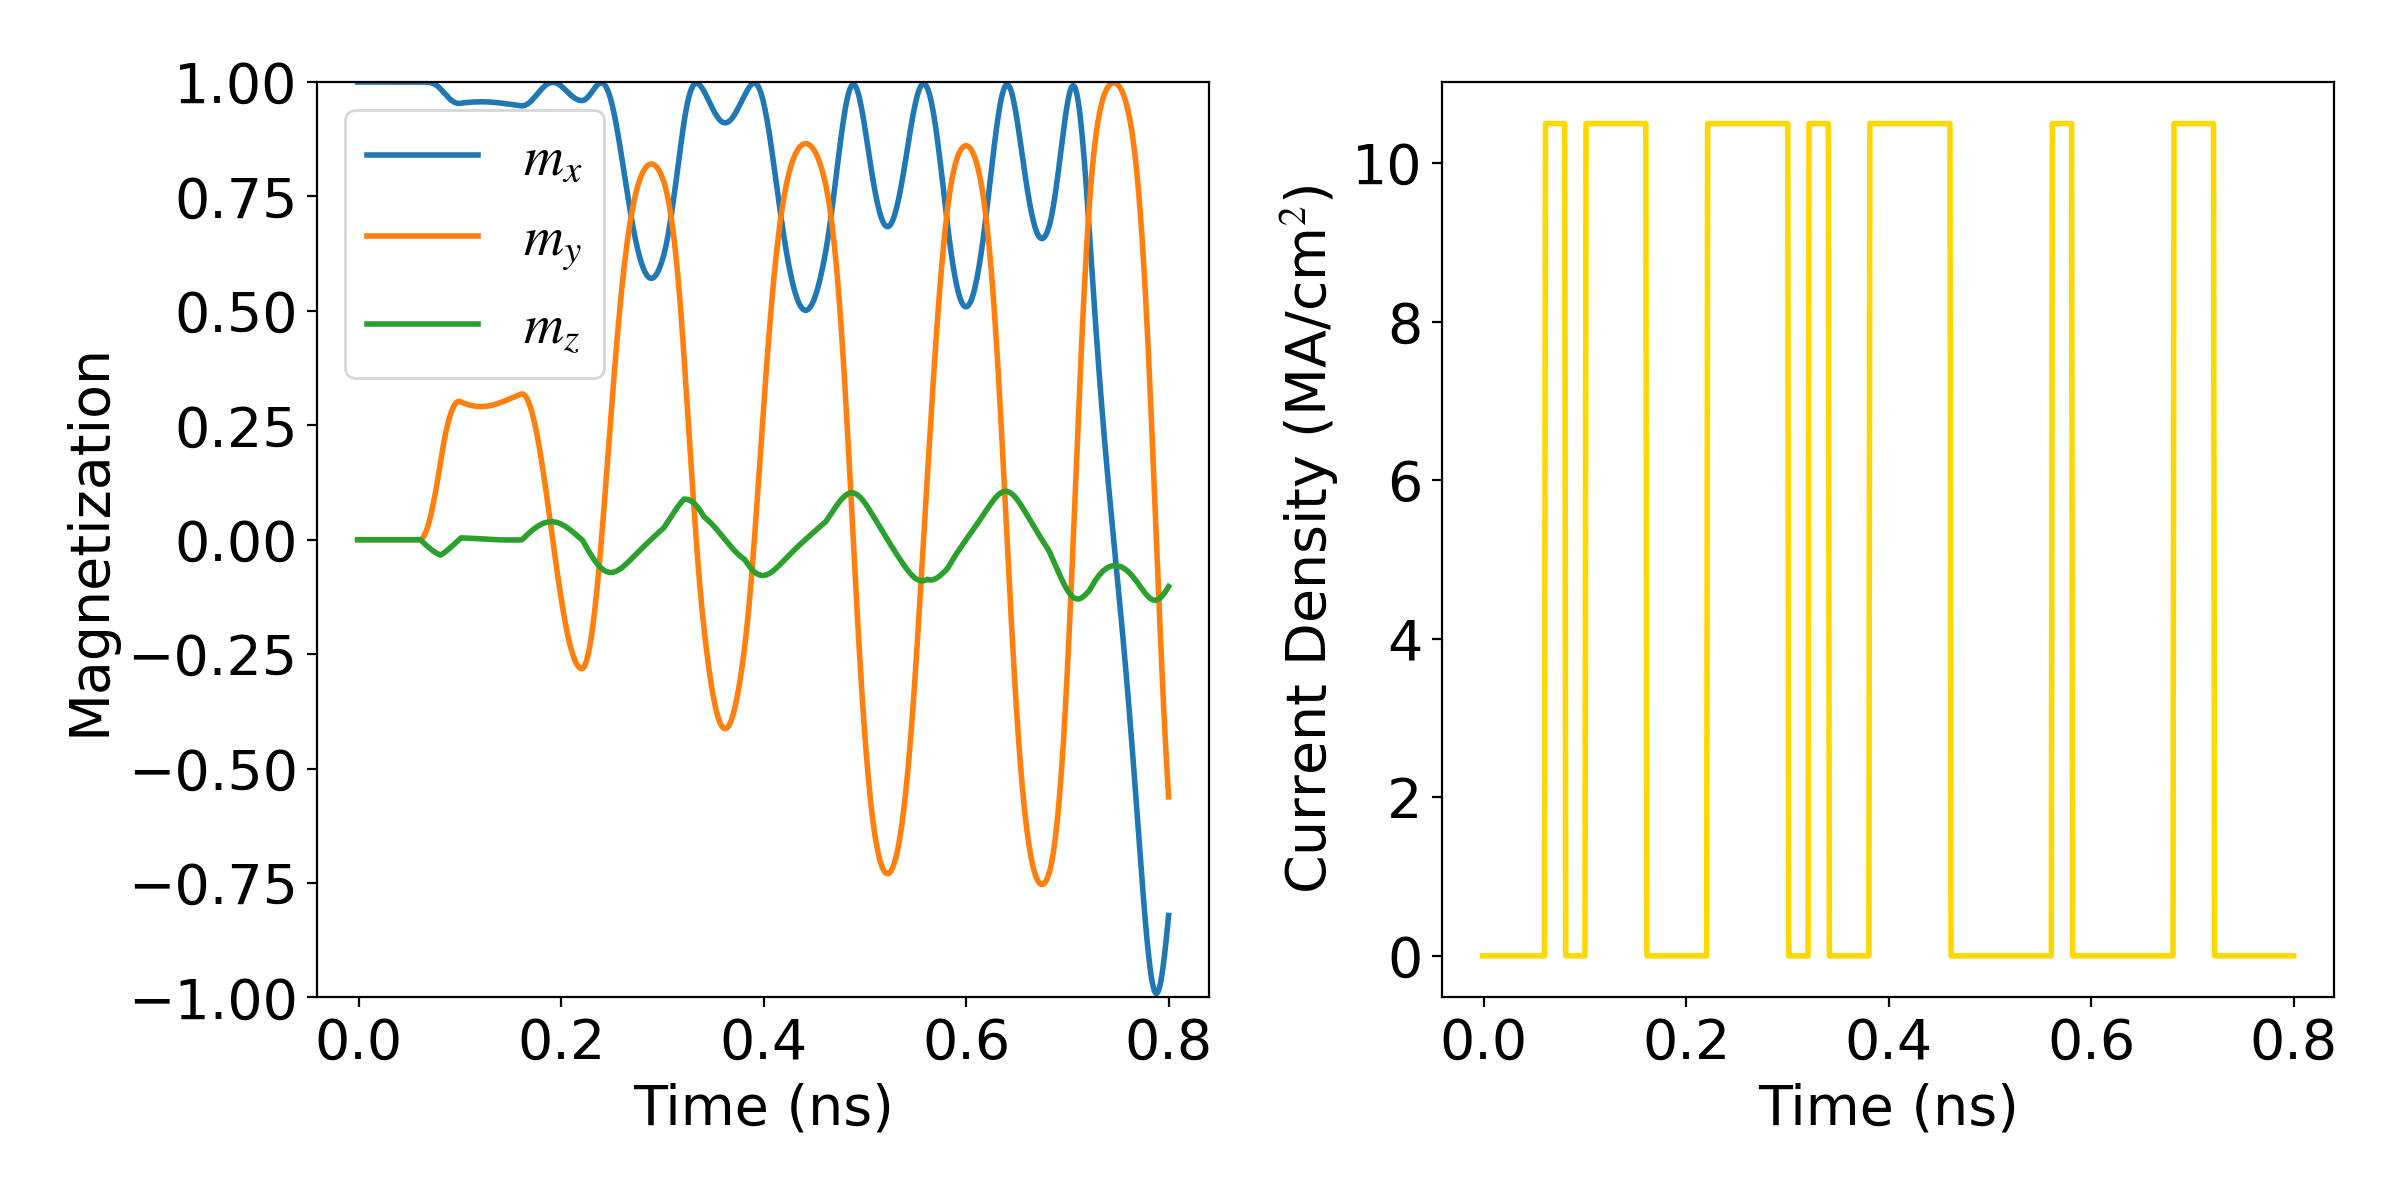 1.00
0.75
0.50
0.25
0.00
−0.25
−0.50
−0.75
−1.00
Magnetization
m_x
m_y
m_z
0.0 0.2 0.4 0.6 0.8
Time (ns)
10
8
6
4
2
0
Current Density (MA/cm²)
0.0 0.2 0.4 0.6 0.8
Time (ns)